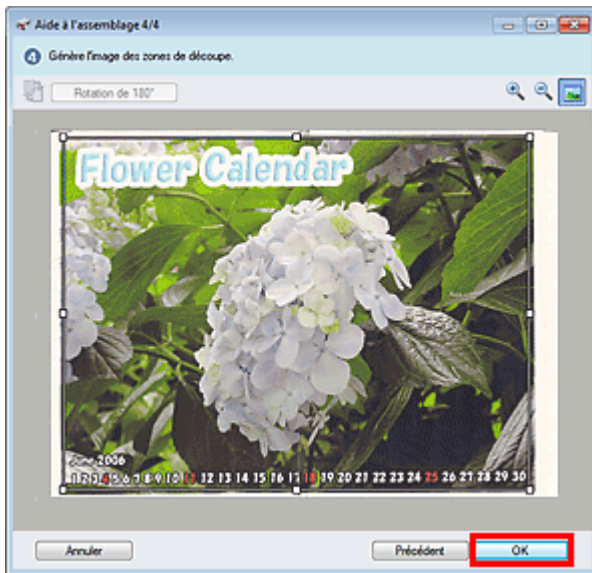 Aide à l'assemblage 4/4
4 Génère l'image des zones de découpe.
Rotation de 180°
Flower Calendar
June 2006
1 2 3 4 5 6 7 8 9 10 11 12 13 14 15 16 17 18 19 20 21 22 23 24 25 26 27 28 29 30
Annuler Précédent OK